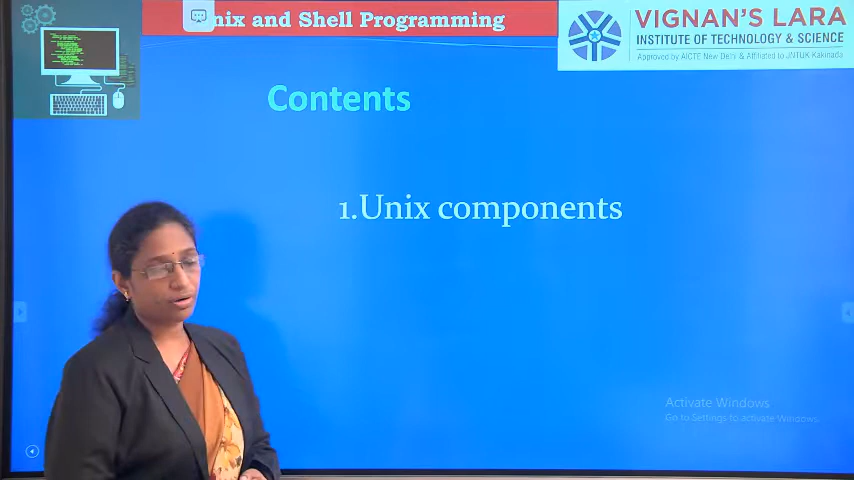 nix and Shell Programming
VIGNAN'S LARA
INSTITUTE OF TECHNOLOGY & SCIENCE
Approved by AICTE New Delhi & Affiliated to JNTUK Kakinada
Contents
1.Unix components
Activate Windows
Go to Settings to activate Windows.